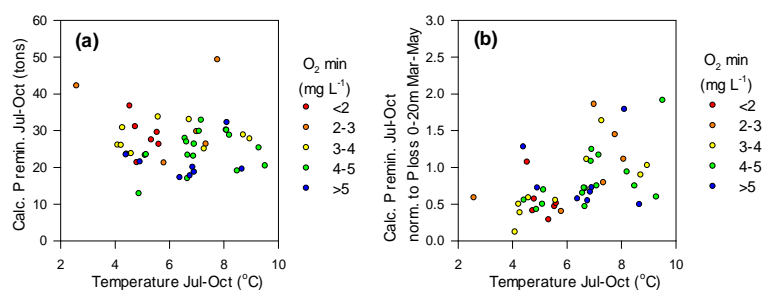 (a)
Calc. P remin. Jul-Oct (tons)
60
50
40
30
20
10
0
2 4 6 8 10
Temperature Jul-Oct (°C)
O₂ min
(mg L⁻¹)
<2
2-3
3-4
4-5
>5
(b)
Calc. P remin. Jul-Oct
norm. to P loss 0-20m Mar-May
3.0
2.5
2.0
1.5
1.0
0.5
0.0
2 4 6 8 10
Temperature Jul-Oct (°C)
O₂ min
(mg L⁻¹)
<2
2-3
3-4
4-5
>5